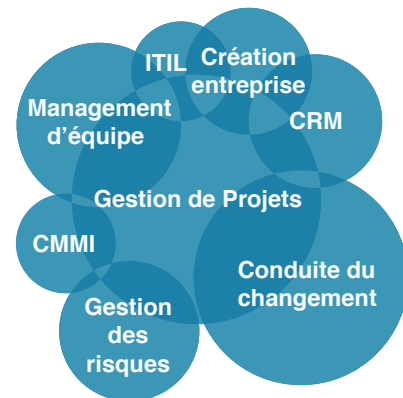 ITIL
Création
entreprise
Management
d'équipe
CRM
Gestion de Projets
CMMI
Conduite du
changement
Gestion
des
risques